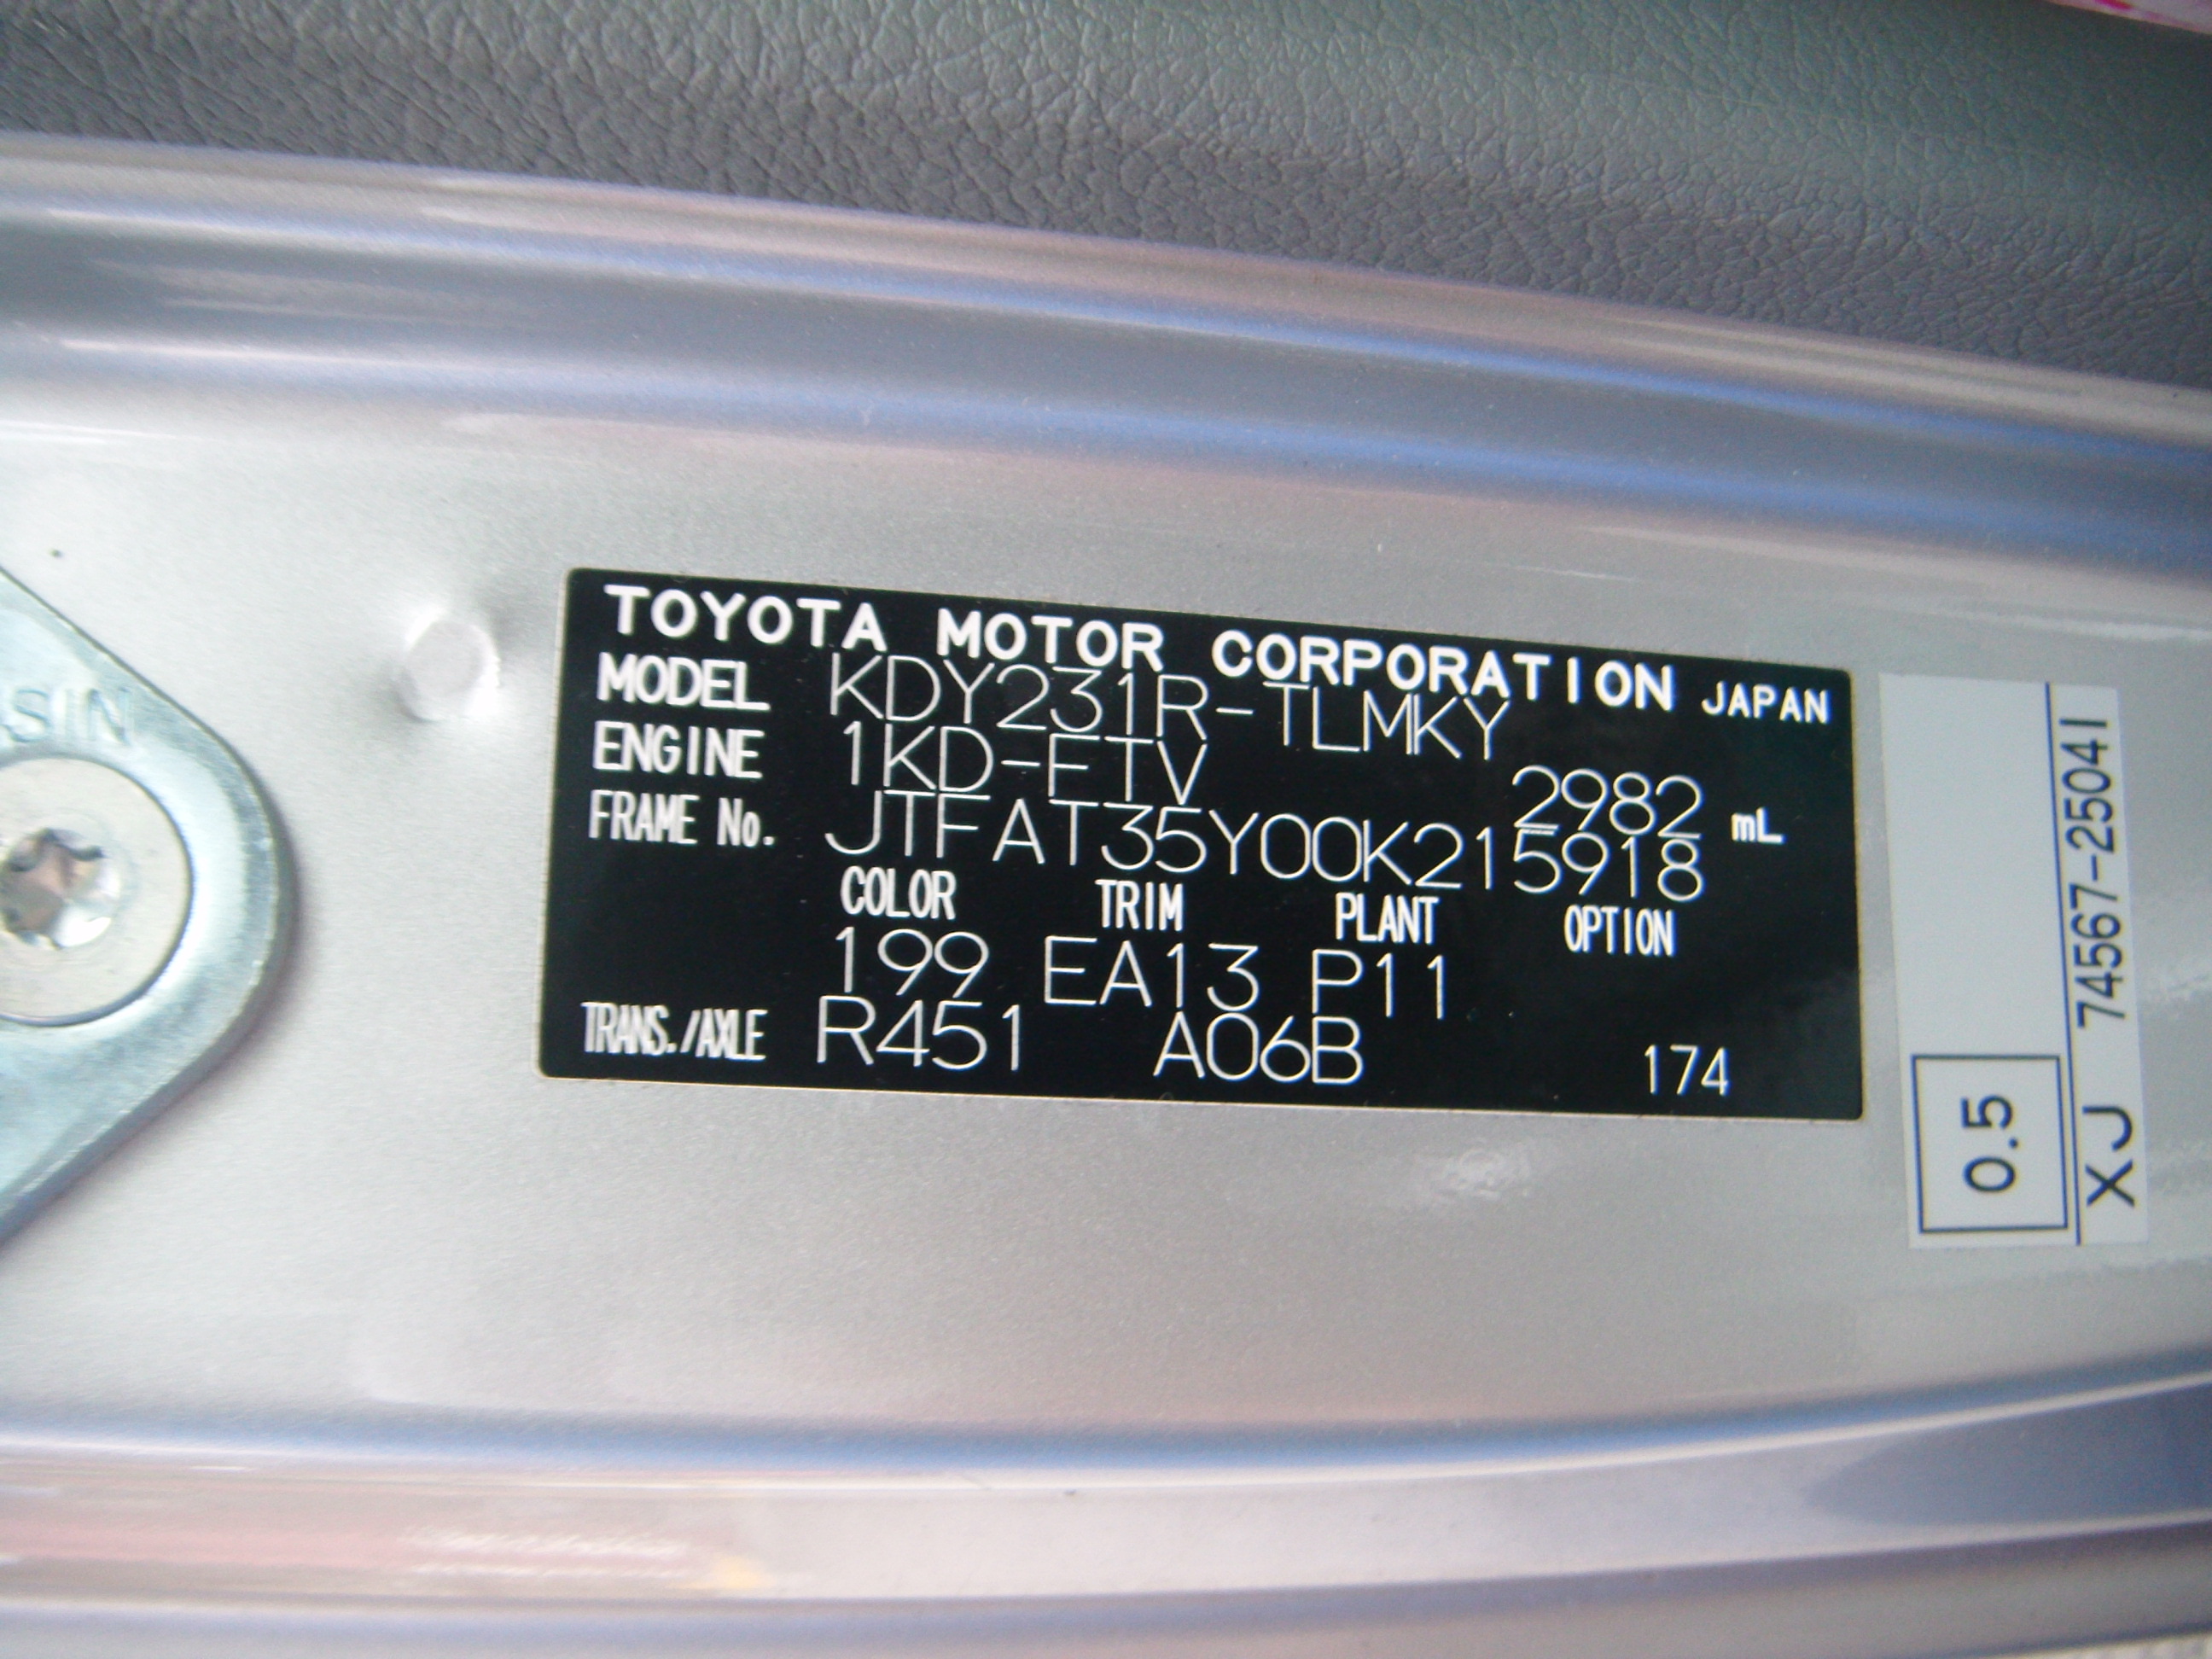 TOYOTA MOTOR CORPORATION JAPAN
MODEL KDY231R-TLMKY
ENGINE 1KD-FTV 2982 mL
FRAME No. JTFAT35Y00K215918
COLOR TRIM PLANT OPTION
199 EA13 P11
TRANS./AXLE R451 A06B 174
0.5
XJ 74567-25041
SIN